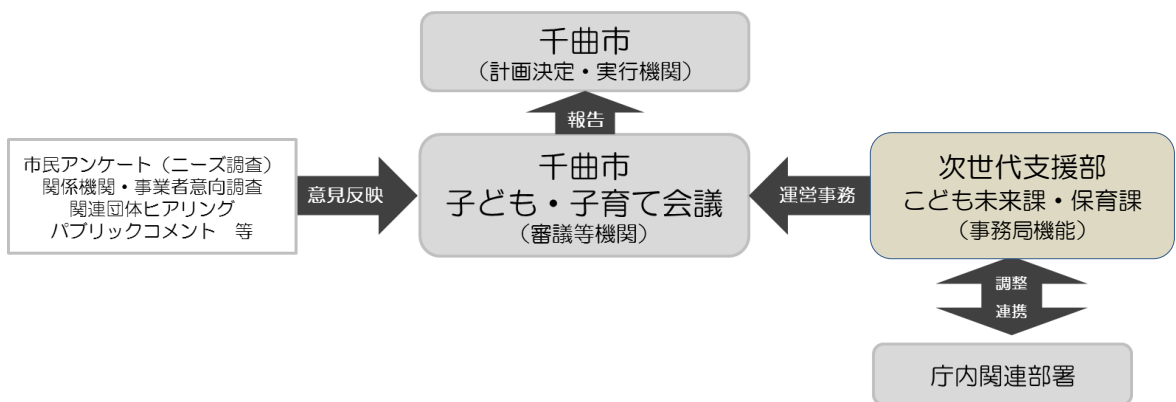 千曲市
（計画決定・実行機関）
報告
市民アンケート（ニーズ調査）
関係機関・事業者意向調査
関連団体ヒアリング
パブリックコメント　等
意見反映
千曲市
子ども・子育て会議
（審議等機関）
運営事務
次世代支援部
こども未来課・保育課
（事務局機能）
調整
連携
庁内関連部署